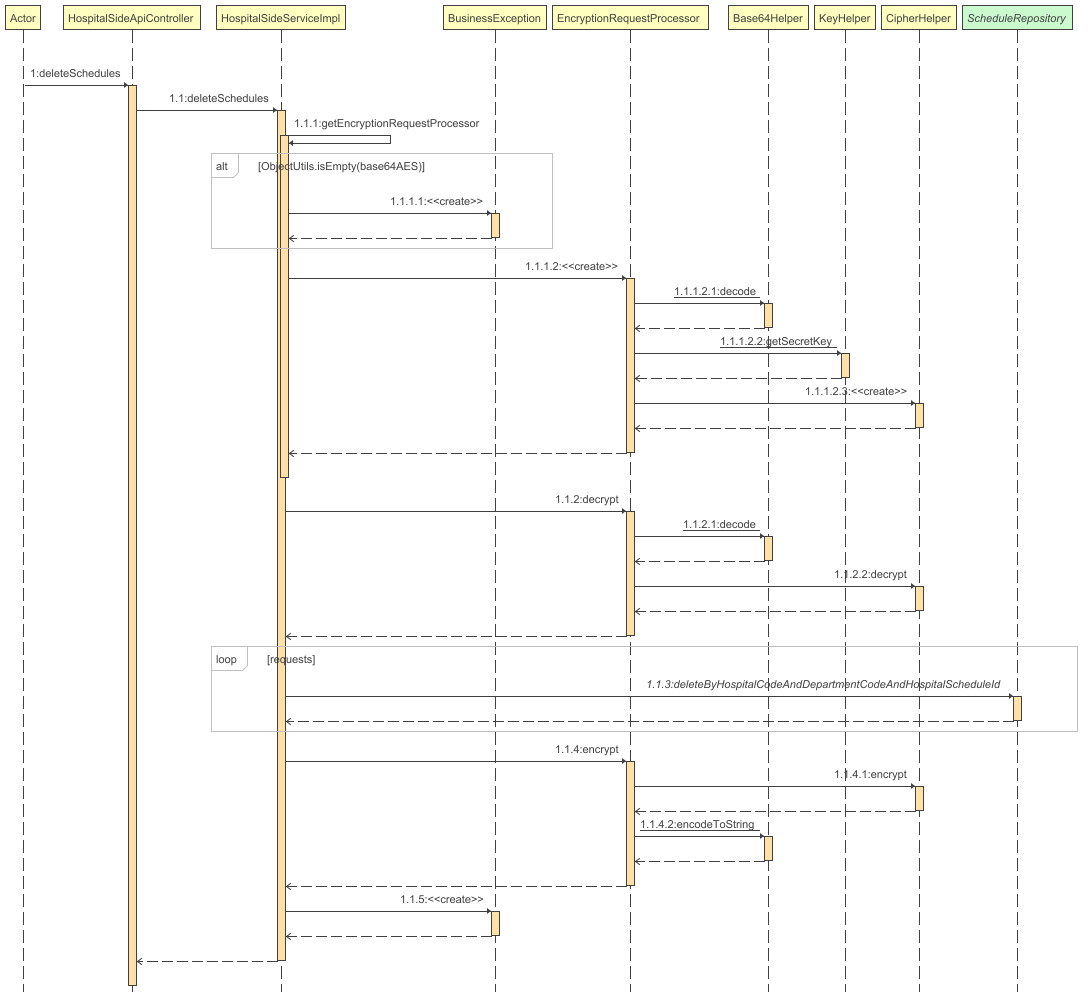 Actor
HospitalSideApiController
HospitalSideServiceImpl
BusinessException
EncryptionRequestProcessor
Base64Helper
KeyHelper
CipherHelper
ScheduleRepository
1:deleteSchedules
1.1:deleteSchedules
1.1.1:getEncryptionRequestProcessor
alt
[ObjectUtils.isEmpty(base64AES)]
1.1.1.1:<<create>>
1.1.1.2:<<create>>
1.1.1.2.1:decode
1.1.1.2.2:getSecretKey
1.1.1.2.3:<<create>>
1.1.2:decrypt
1.1.2.1:decode
1.1.2.2:decrypt
loop
[requests]
1.1.3:deleteByHospitalCodeAndDepartmentCodeAndHospitalScheduleId
1.1.4:encrypt
1.1.4.1:encrypt
1.1.4.2:encodeToString
1.1.5:<<create>>